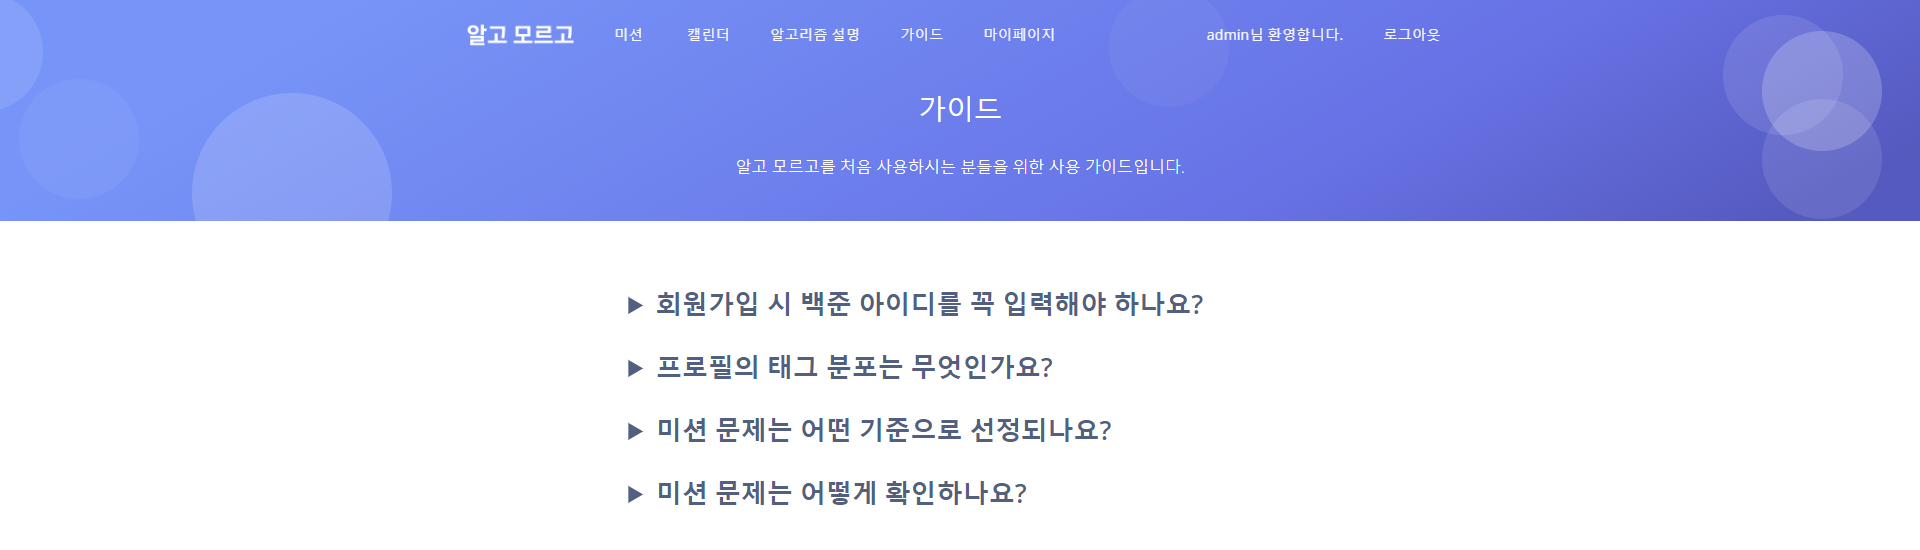 알고 모르고 미션 캘린더 알고리즘 설명 가이드 마이페이지 admin님 환영합니다. 로그아웃
가이드
알고 모르고를 처음 사용하시는 분들을 위한 사용 가이드입니다.
▶ 회원가입 시 백준 아이디를 꼭 입력해야 하나요?
▶ 프로필의 태그 분포는 무엇인가요?
▶ 미션 문제는 어떤 기준으로 선정되나요?
▶ 미션 문제는 어떻게 확인하나요?